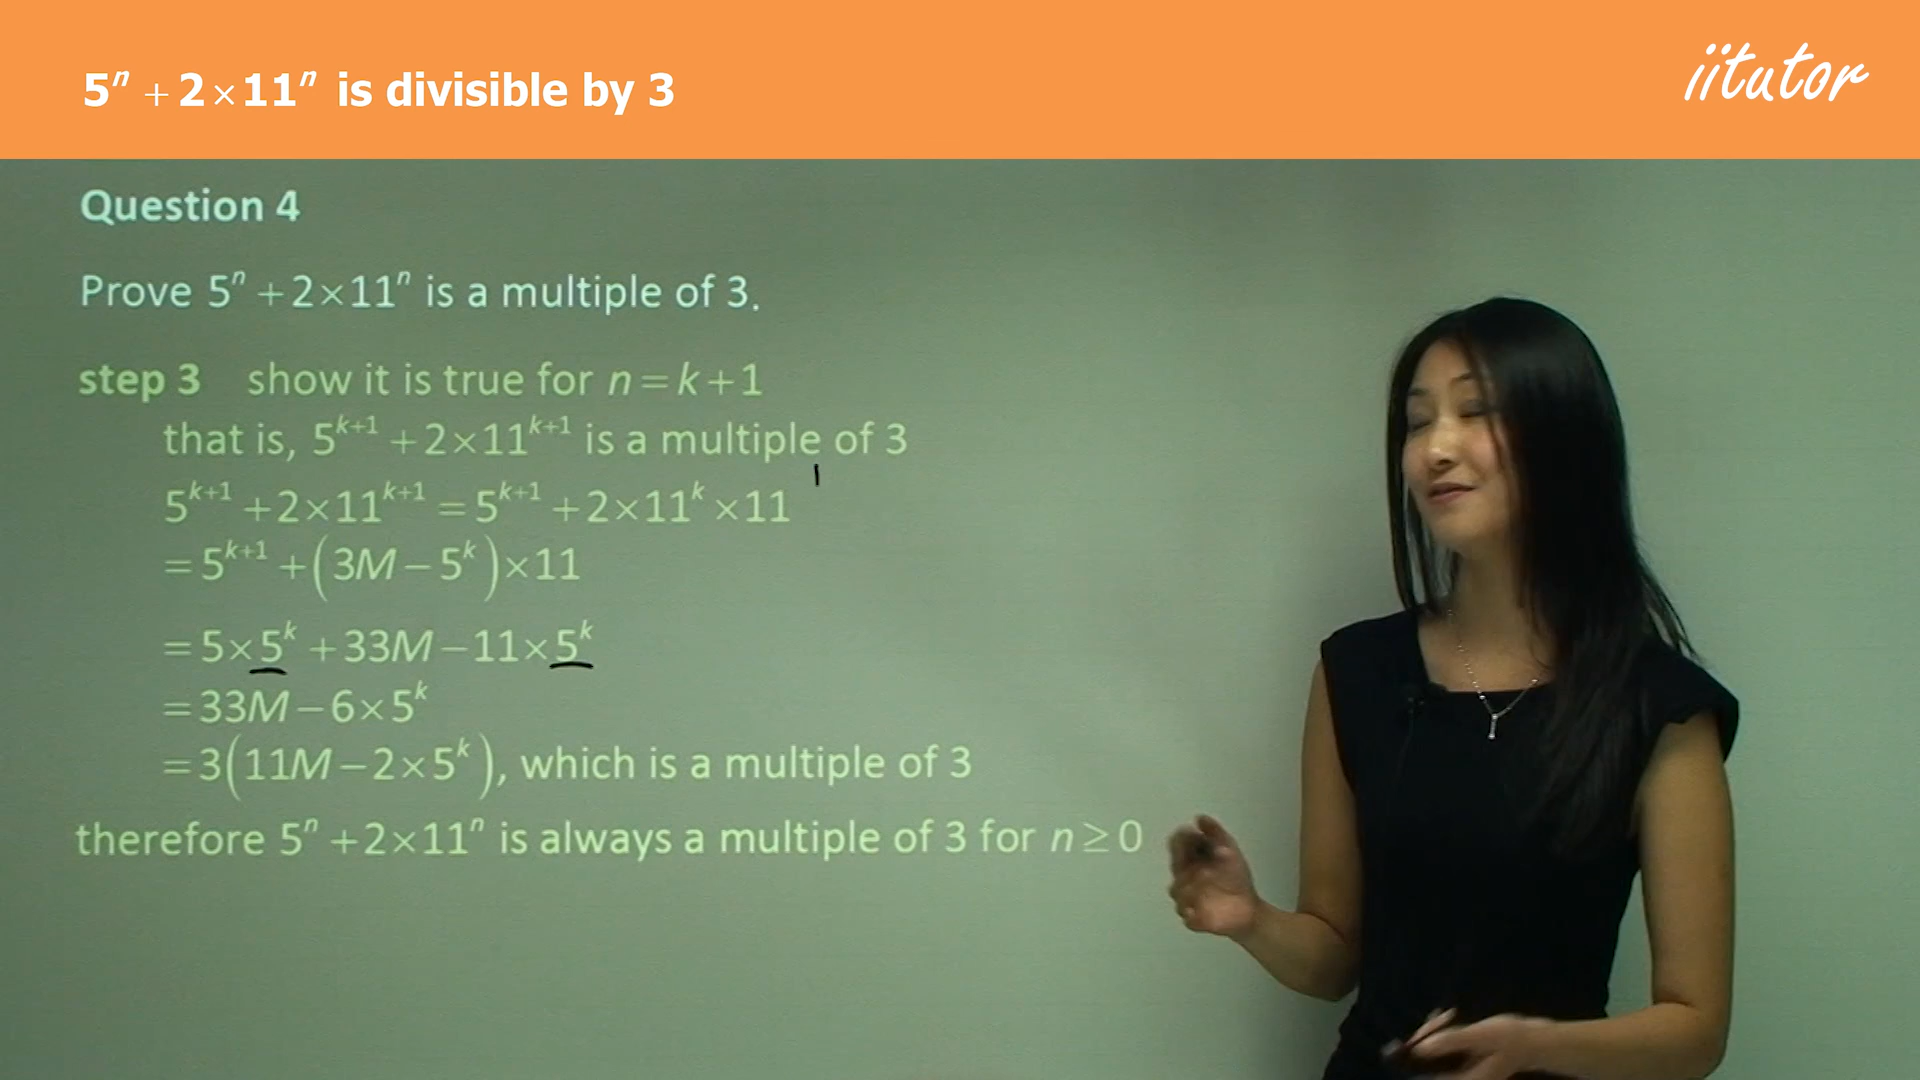 5ⁿ + 2×11ⁿ is divisible by 3
iitutor
Question 4
Prove 5ⁿ + 2×11ⁿ is a multiple of 3.
step 3 show it is true for n = k + 1
that is, 5ᵏ⁺¹ + 2×11ᵏ⁺¹ is a multiple of 3
5ᵏ⁺¹ + 2×11ᵏ⁺¹ = 5ᵏ⁺¹ + 2×11ᵏ ×11
= 5ᵏ⁺¹ + (3M − 5ᵏ)×11
= 5×5ᵏ + 33M − 11×5ᵏ
= 33M − 6×5ᵏ
= 3(11M − 2×5ᵏ), which is a multiple of 3
therefore 5ⁿ + 2×11ⁿ is always a multiple of 3 for n ≥ 0